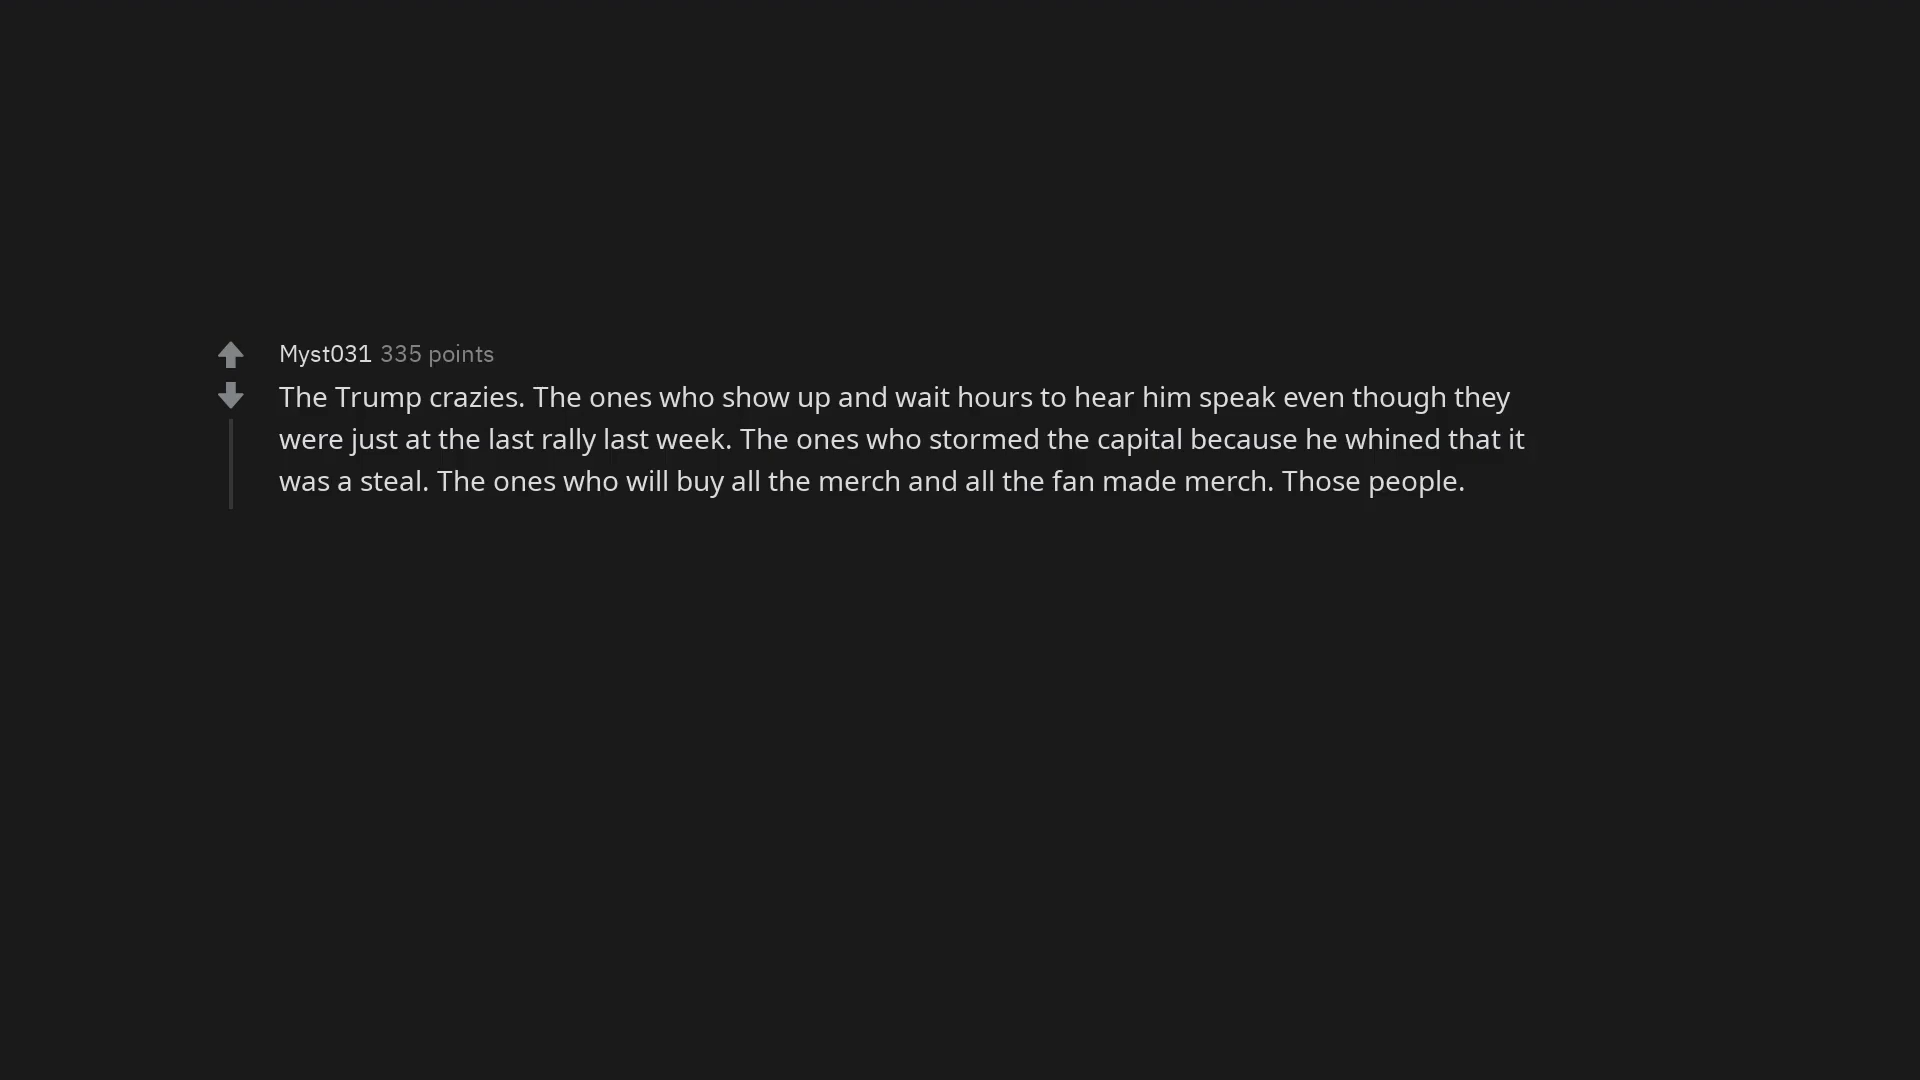 Myst031 335 points
The Trump crazies. The ones who show up and wait hours to hear him speak even though they
were just at the last rally last week. The ones who stormed the capital because he whined that it
was a steal. The ones who will buy all the merch and all the fan made merch. Those people.